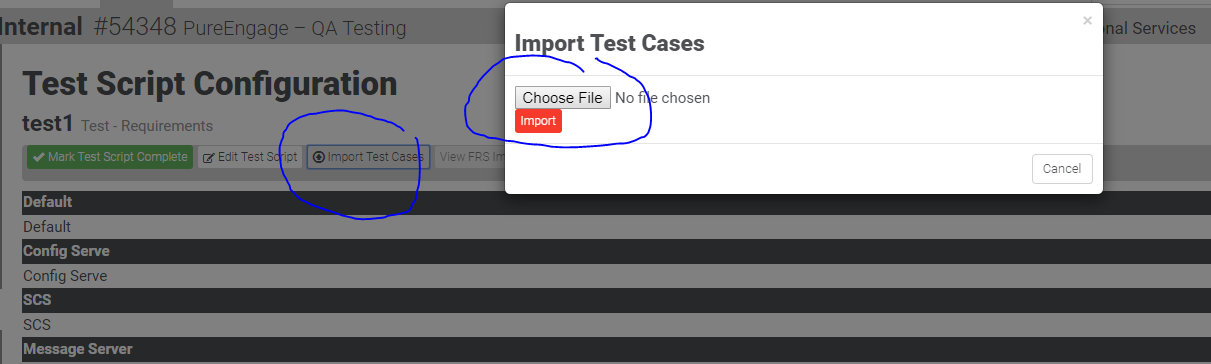 Internal #54348 PureEngage – QA Testing
nal Services
Test Script Configuration
test1 Test - Requirements
Mark Test Script Complete Edit Test Script Import Test Cases View FRS Im
Default
Default
Config Serve
Config Serve
SCS
SCS
Message Server
×
Import Test Cases
Choose File No file chosen
Import
Cancel